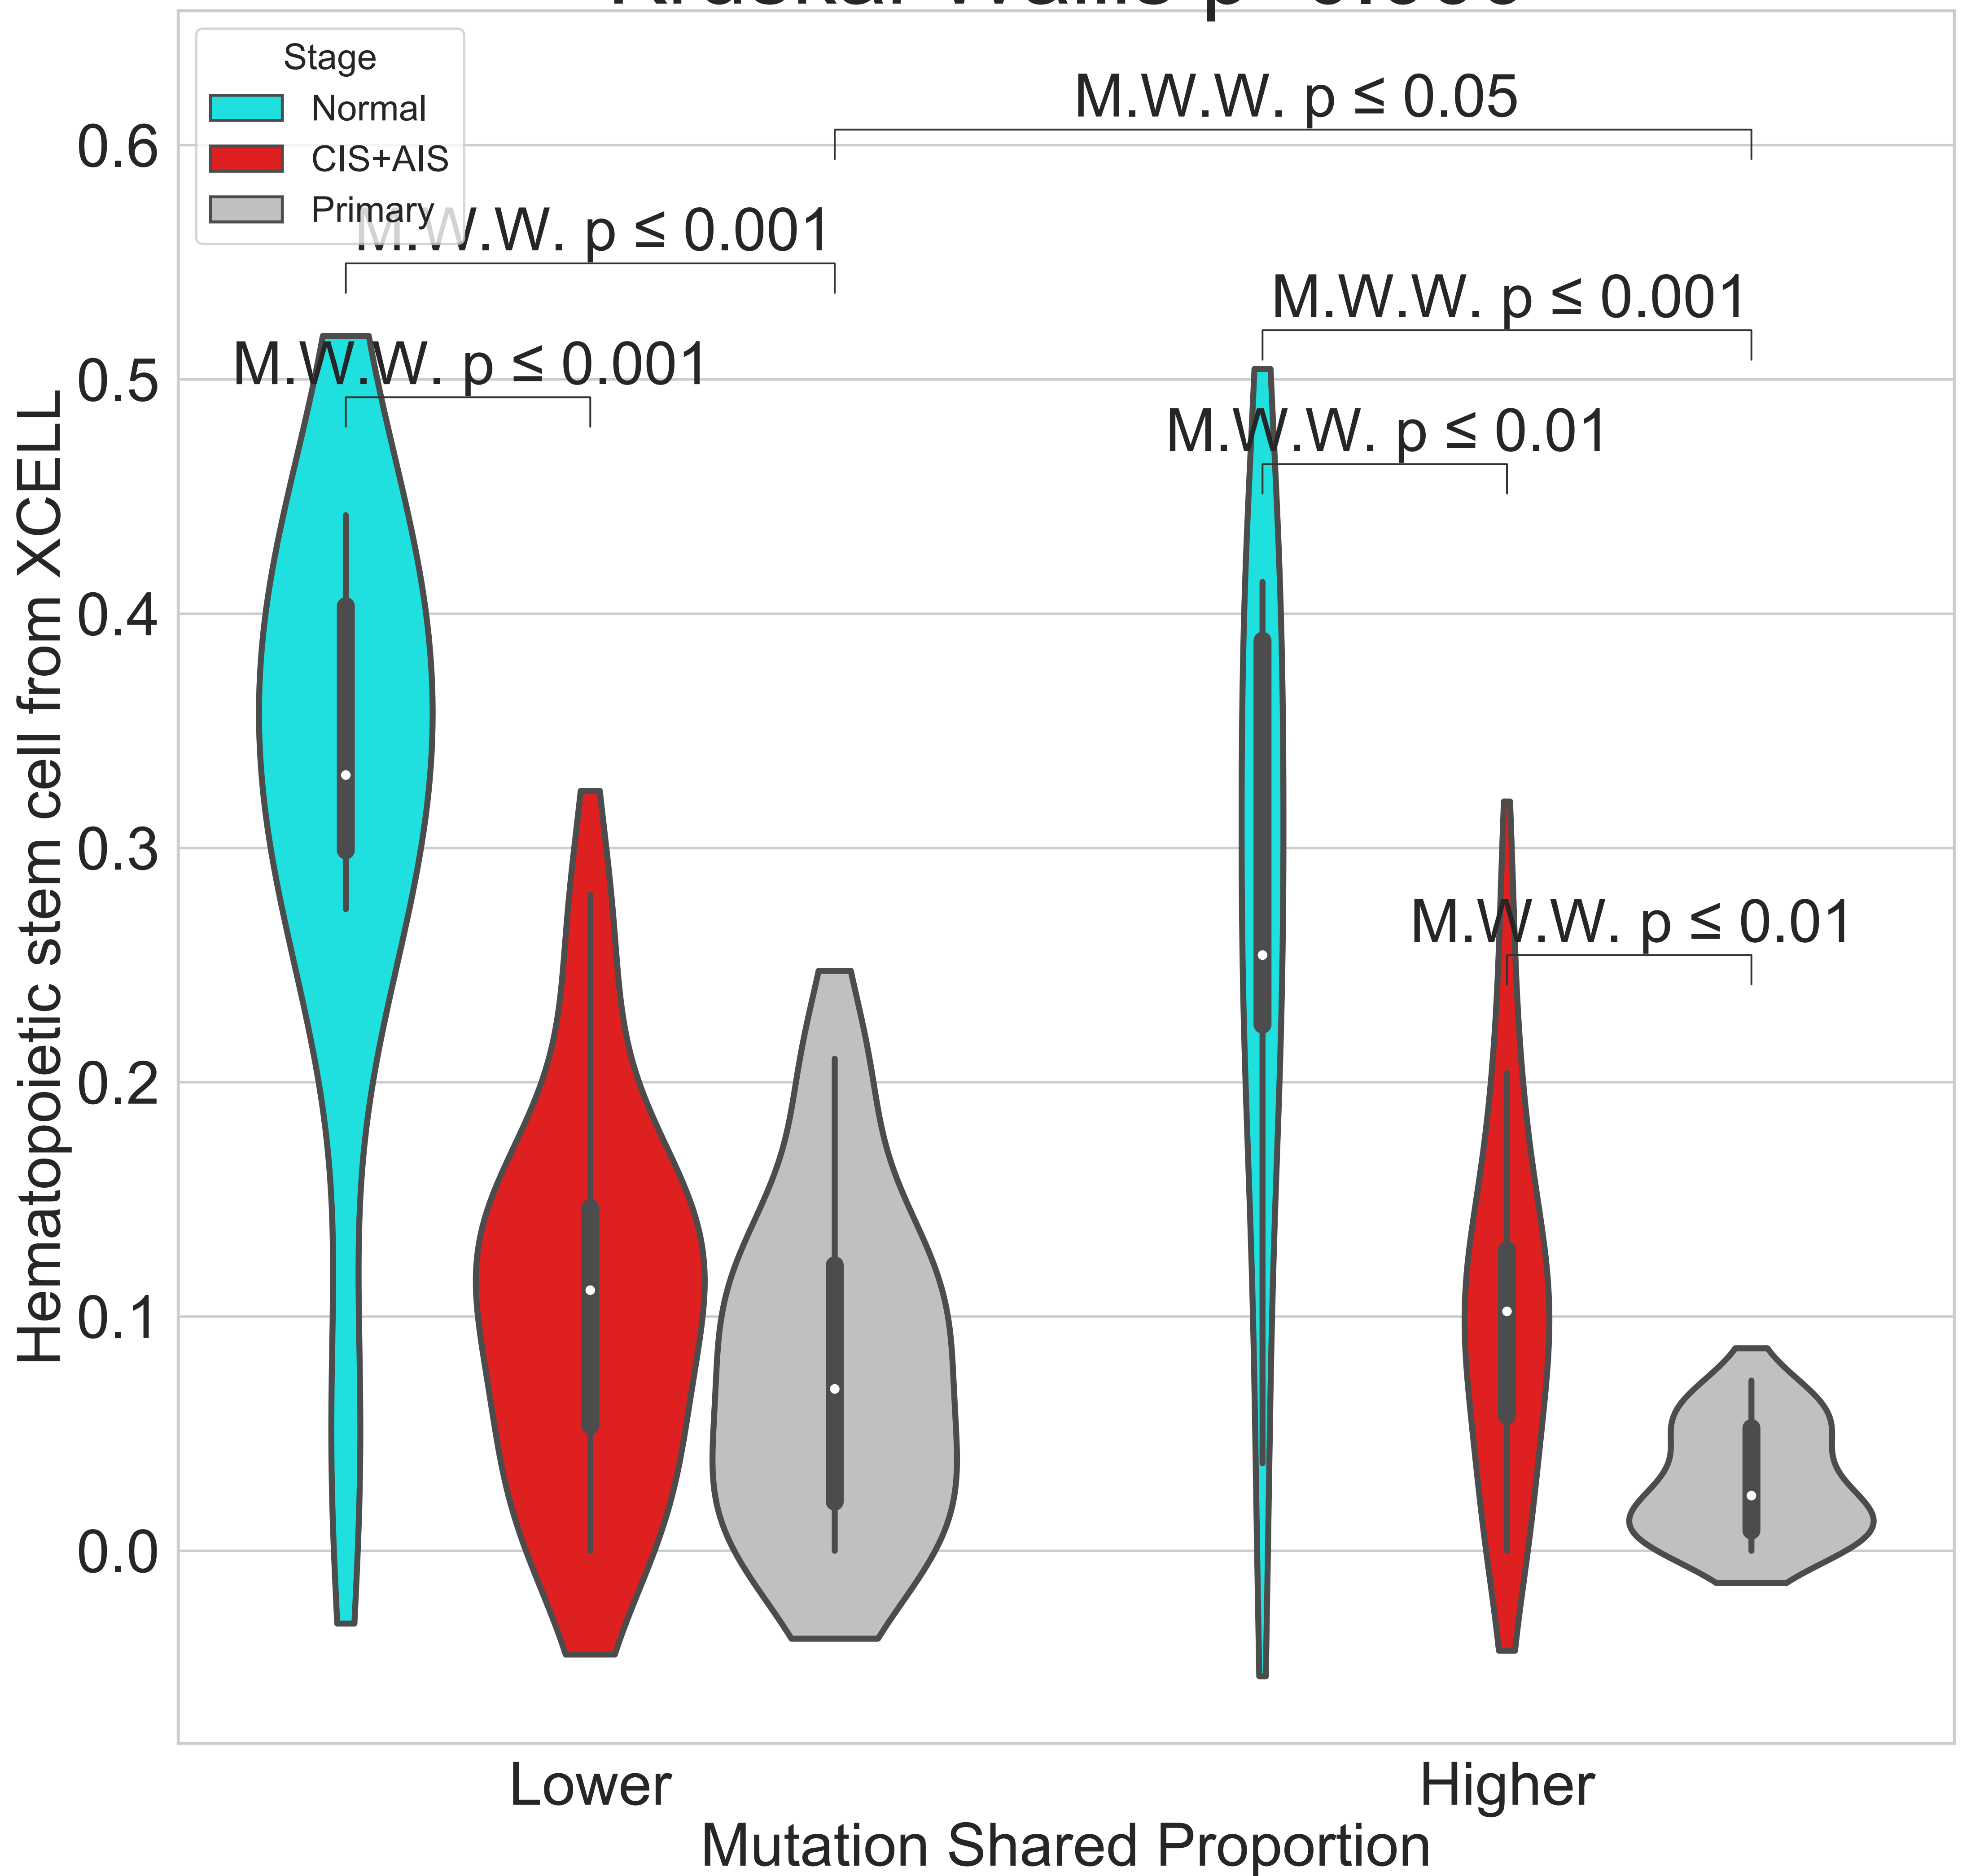 Stage
Normal
CIS+AIS
Primary
M.W.W. p ≤ 0.05
M.W.W. p ≤ 0.001
M.W.W. p ≤ 0.001
M.W.W. p ≤ 0.001
M.W.W. p ≤ 0.01
M.W.W. p ≤ 0.01
0.6
0.5
0.4
0.3
0.2
0.1
0.0
Hematopoietic stem cell from XCELL
Lower
Higher
Mutation Shared Proportion